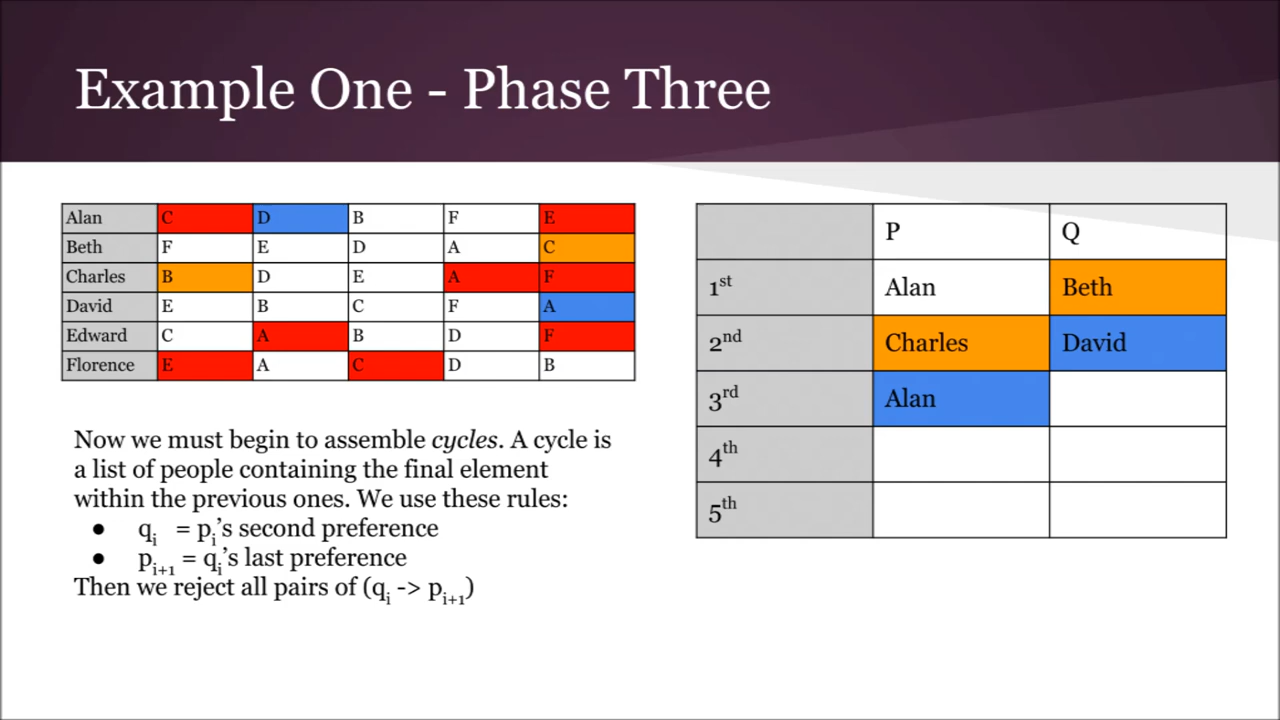 Example One - Phase Three
Alan C D B F E
Beth F E D A C
Charles B D E A F
David E B C F A
Edward C A B D F
Florence E A C D B
P Q
1st Alan Beth
2nd Charles David
3rd Alan
4th
5th
Now we must begin to assemble cycles. A cycle is
a list of people containing the final element
within the previous ones. We use these rules:
● qi = pi's second preference
● pi+1 = qi's last preference
Then we reject all pairs of (qi -> pi+1)